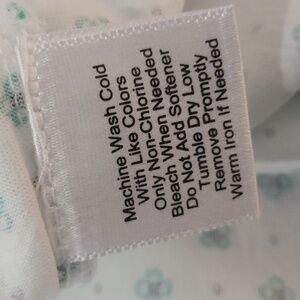 Machine Wash Cold
With Like Colors
Only Non-Chlorine
Bleach When Needed
Do Not Add Softener
Tumble Dry Low
Remove Promptly
Warm Iron If Needed